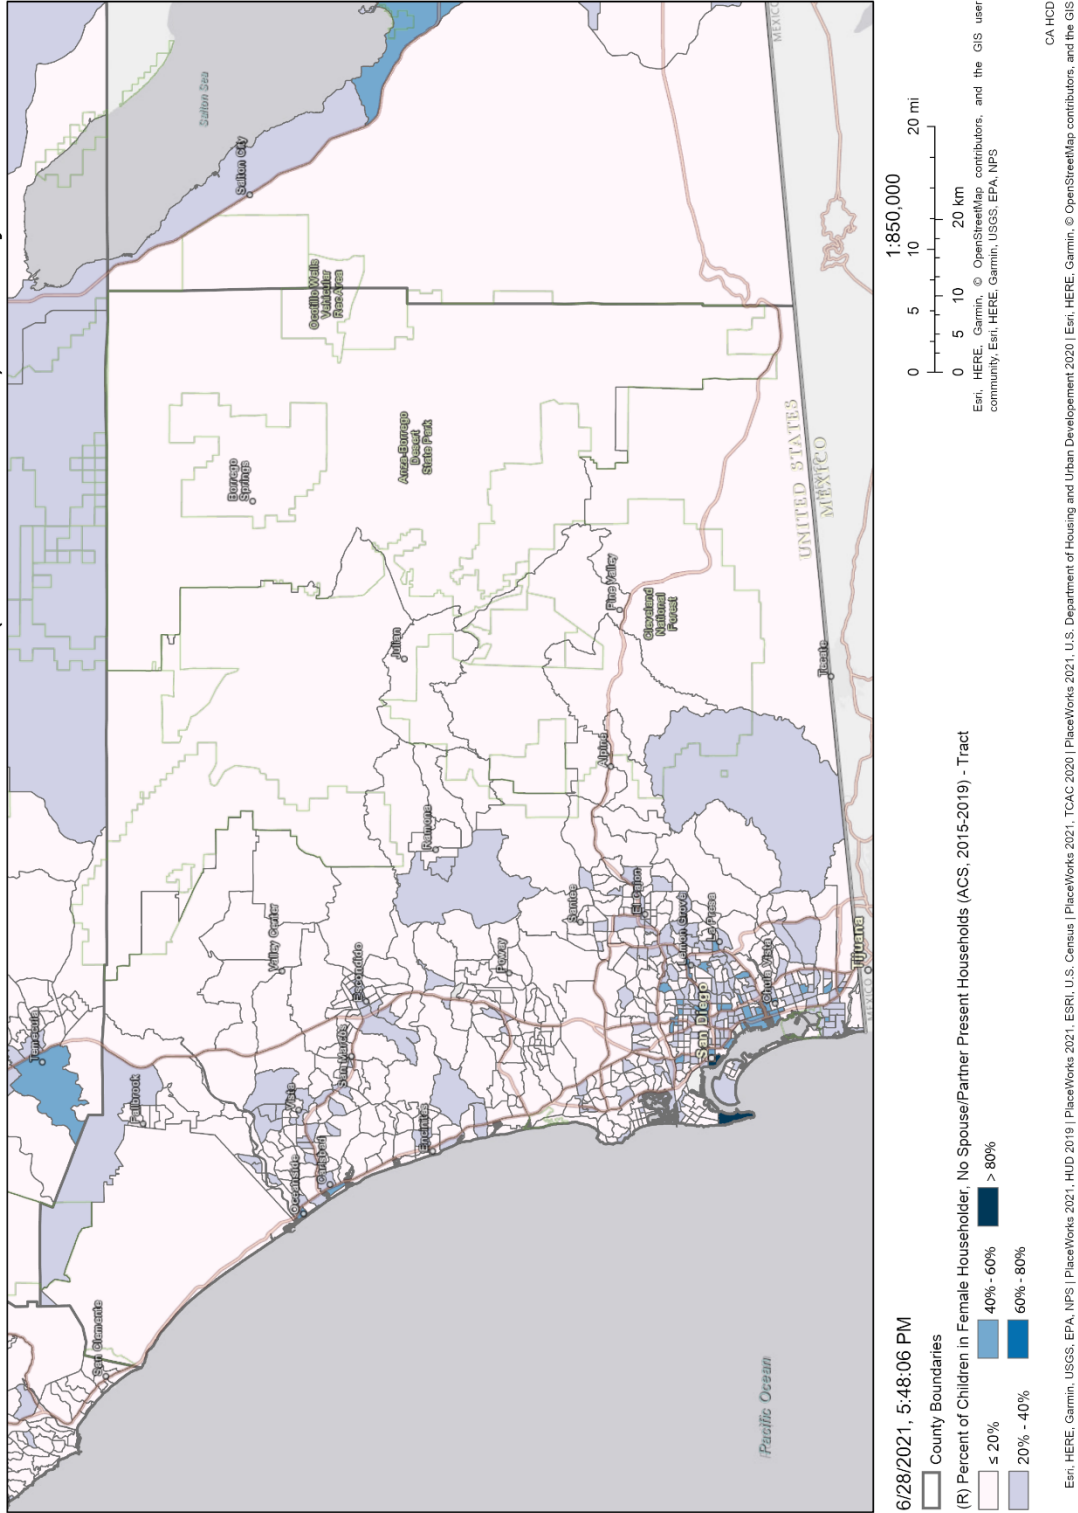 Salton Sea
Salton City
Ocotillo Wells
Vehicular
Rec Area
Borrego
Springs
Anza-Borrego
Desert
State Park
Julian
Pine Valley
Cleveland
National
Forest
UNITED STATES
MEXICO
MEXICO
Tecate
Alpine
Ramona
Temecula
Valley Center
Escondido
Poway
Santee
El Cajon
Lemon Grove
La Presa
San Diego
Chula Vista
Tijuana
MEXICO
Fallbrook
Vista
San Marcos
Oceanside
Carlsbad
Encinitas
San Clemente
Pacific Ocean
6/28/2021, 5:48:06 PM
County Boundaries
(R) Percent of Children in Female Householder, No Spouse/Partner Present Households (ACS, 2015-2019) - Tract
≤ 20%
20% - 40%
40% - 60%
60% - 80%
> 80%
1:850,000
0 5 10 20 mi
0 5 10 20 km
Esri, HERE, Garmin, © OpenStreetMap contributors, and the GIS user
community, Esri, HERE, Garmin, USGS, EPA, NPS
CA HCD
Esri, HERE, Garmin, USGS, EPA, NPS | PlaceWorks 2021, HUD 2019 | PlaceWorks 2021, ESRI, U.S. Census | PlaceWorks 2021, TCAC 2020 | PlaceWorks 2021, U.S. Department of Housing and Urban Developement 2020 | Esri, HERE, Garmin, © OpenStreetMap contributors, and the GIS